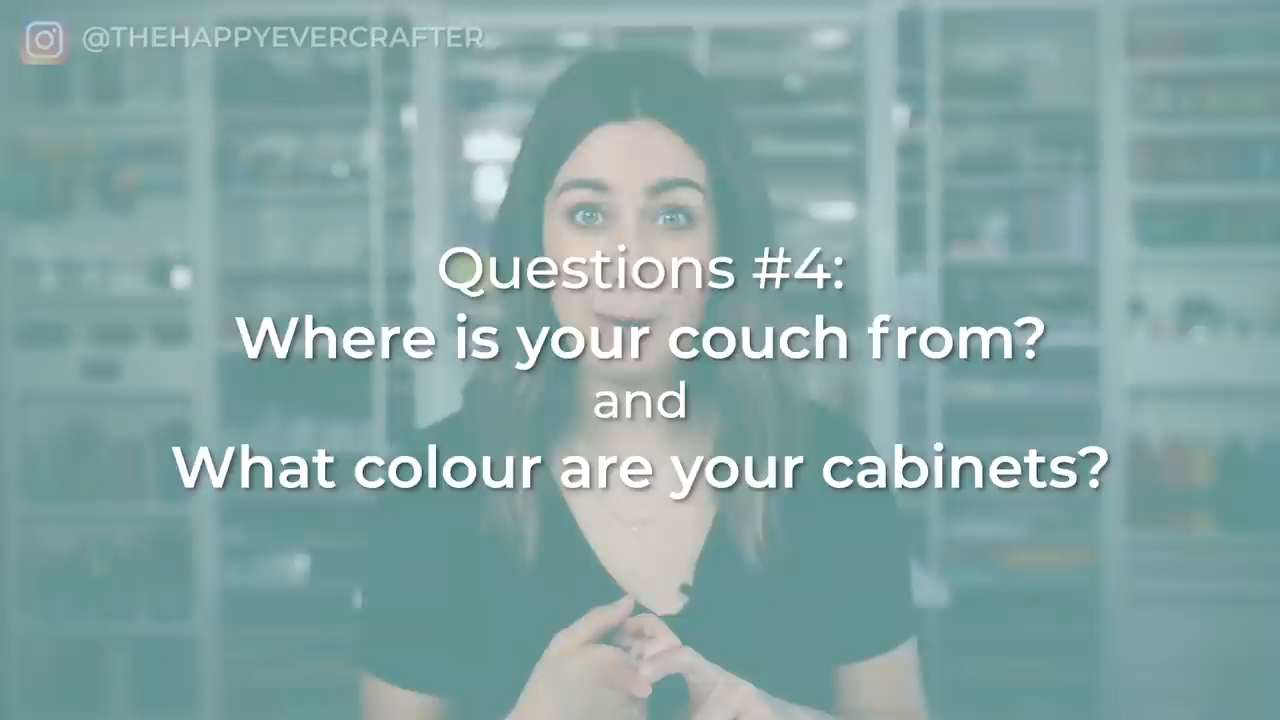 @THEHAPPYEVERCRAFTER
Questions #4:
Where is your couch from?
and
What colour are your cabinets?